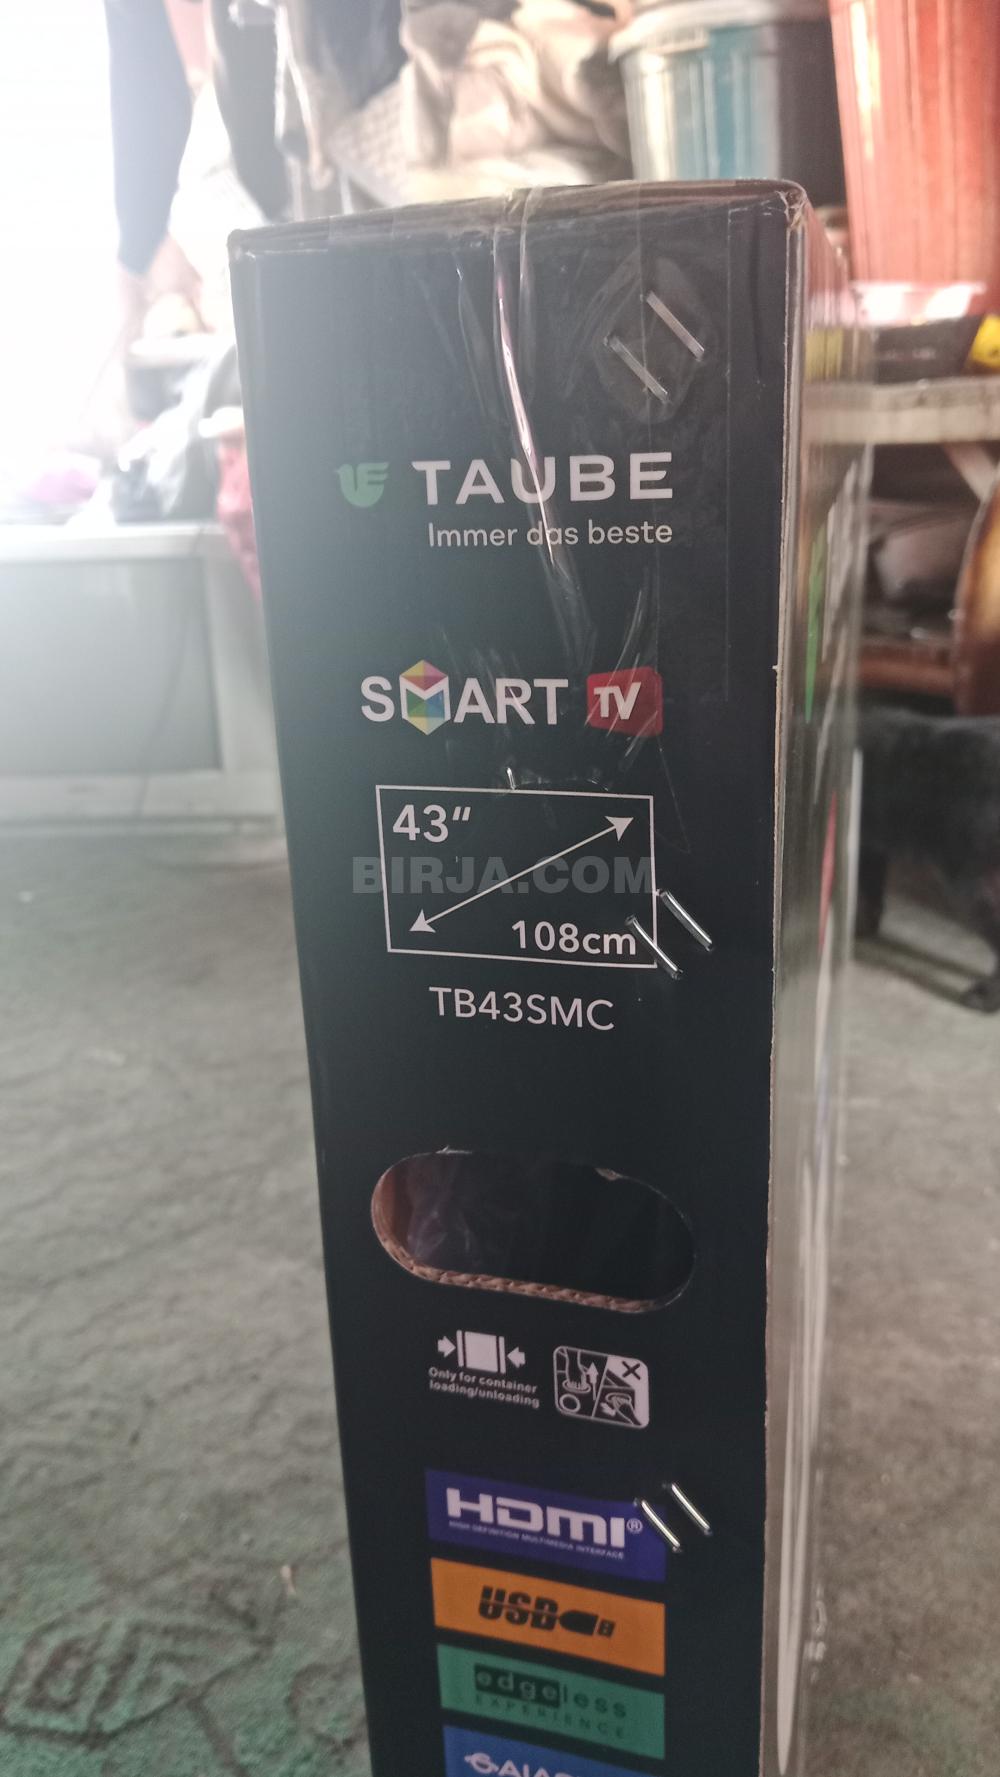 TAUBE
Immer das beste
SMART TV
43"
BIRJA.COM
108cm
TB43SMC
Only for container
loading/unloading
HDMI®
HIGH DEFINITION MULTIMEDIA INTERFACE
USB
edgeless
EXPERIENCE